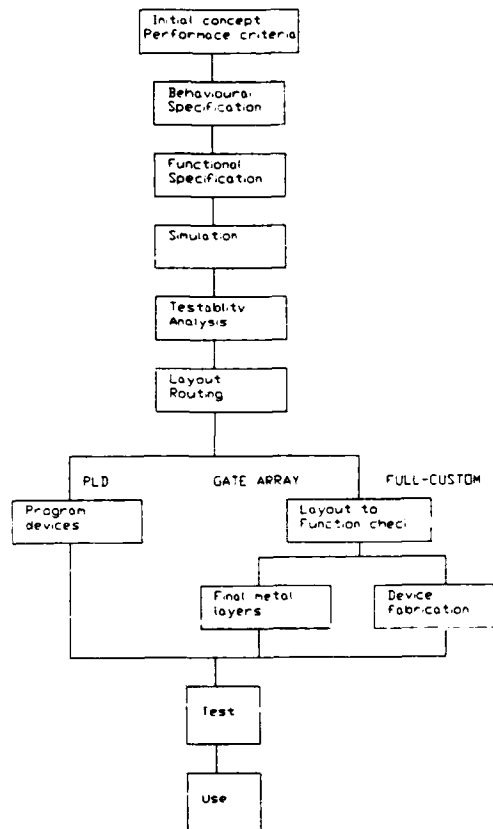 Initial concept
Performace criteria
Behavioural
Specification
Functional
Specification
Simulation
Testablity
Analysis
Layout
Routing
PLD
GATE ARRAY
FULL-CUSTOM
Program
devices
Layout to
Function chec
Final metal
layers
Device
fabrication
Test
Use